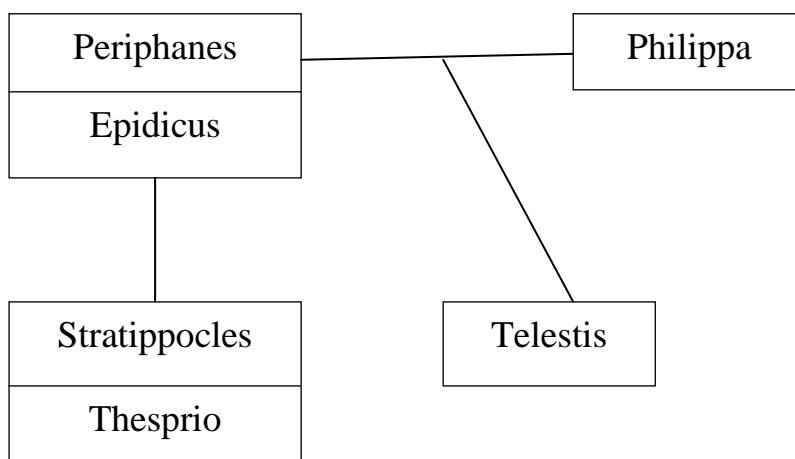 Periphanes
Philippa
Epidicus
Stratippocles
Telestis
Thesprio